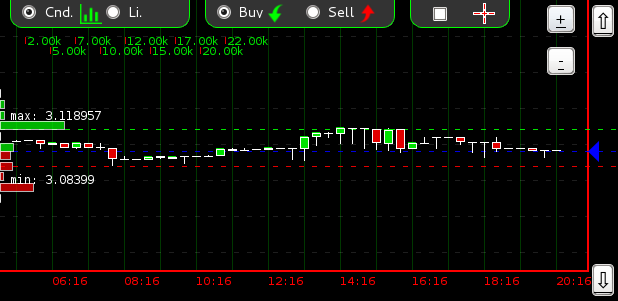 Cnd. Li. Buy Sell
+
2.00k 7.00k 12.00k 17.00k 22.00k
5.00k 10.00k 15.00k 20.00k
-
max: 3.118957
min: 3.08399
06:16 08:16 10:16 12:16 14:16 16:16 18:16 20:16